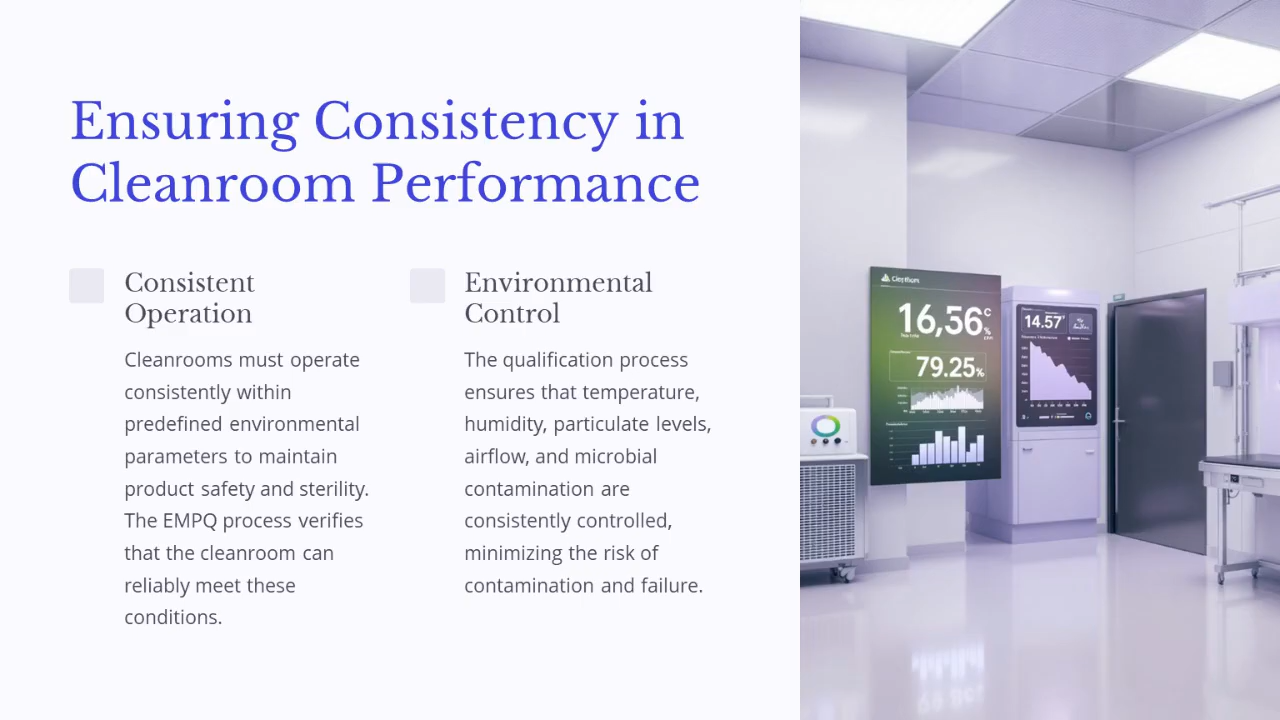 Ensuring Consistency in
Cleanroom Performance
Consistent
Operation
Cleanrooms must operate
consistently within
predefined environmental
parameters to maintain
product safety and sterility.
The EMPQ process verifies
that the cleanroom can
reliably meet these
conditions.
Environmental
Control
The qualification process
ensures that temperature,
humidity, particulate levels,
airflow, and microbial
contamination are
consistently controlled,
minimizing the risk of
contamination and failure.
16,56 c
%
79.25%
14.57